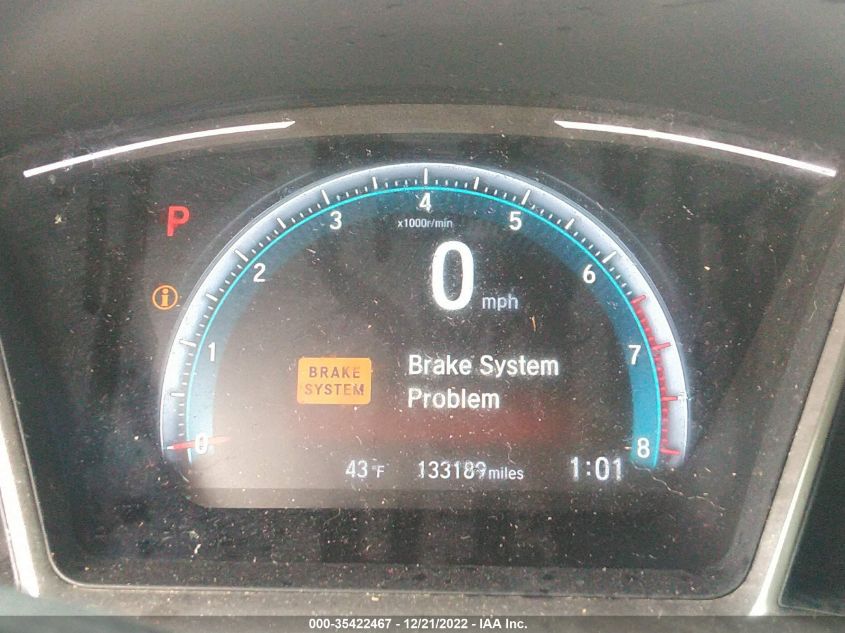 4
3
5
x1000r/min
P
2
6
0 mph
1
7
BRAKE
SYSTEM
Brake System
Problem
0
8
43°F
133189 miles
1:01
000-35422467 - 12/21/2022 - IAA Inc.